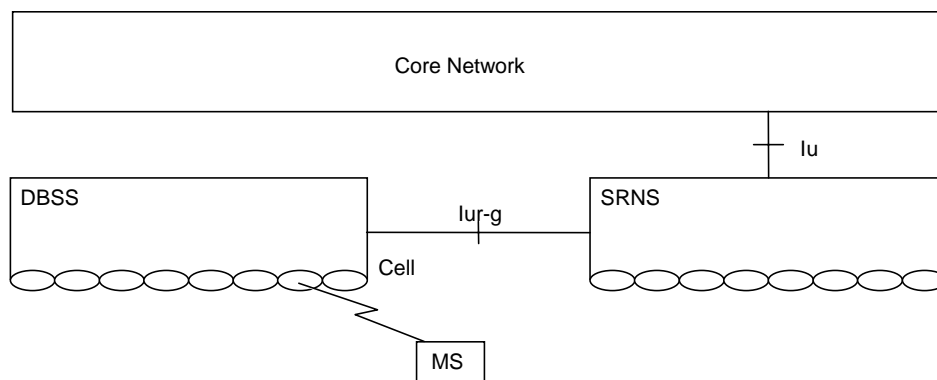 Core Network
Iu
DBSS
SRNS
Iur-g
Cell
MS